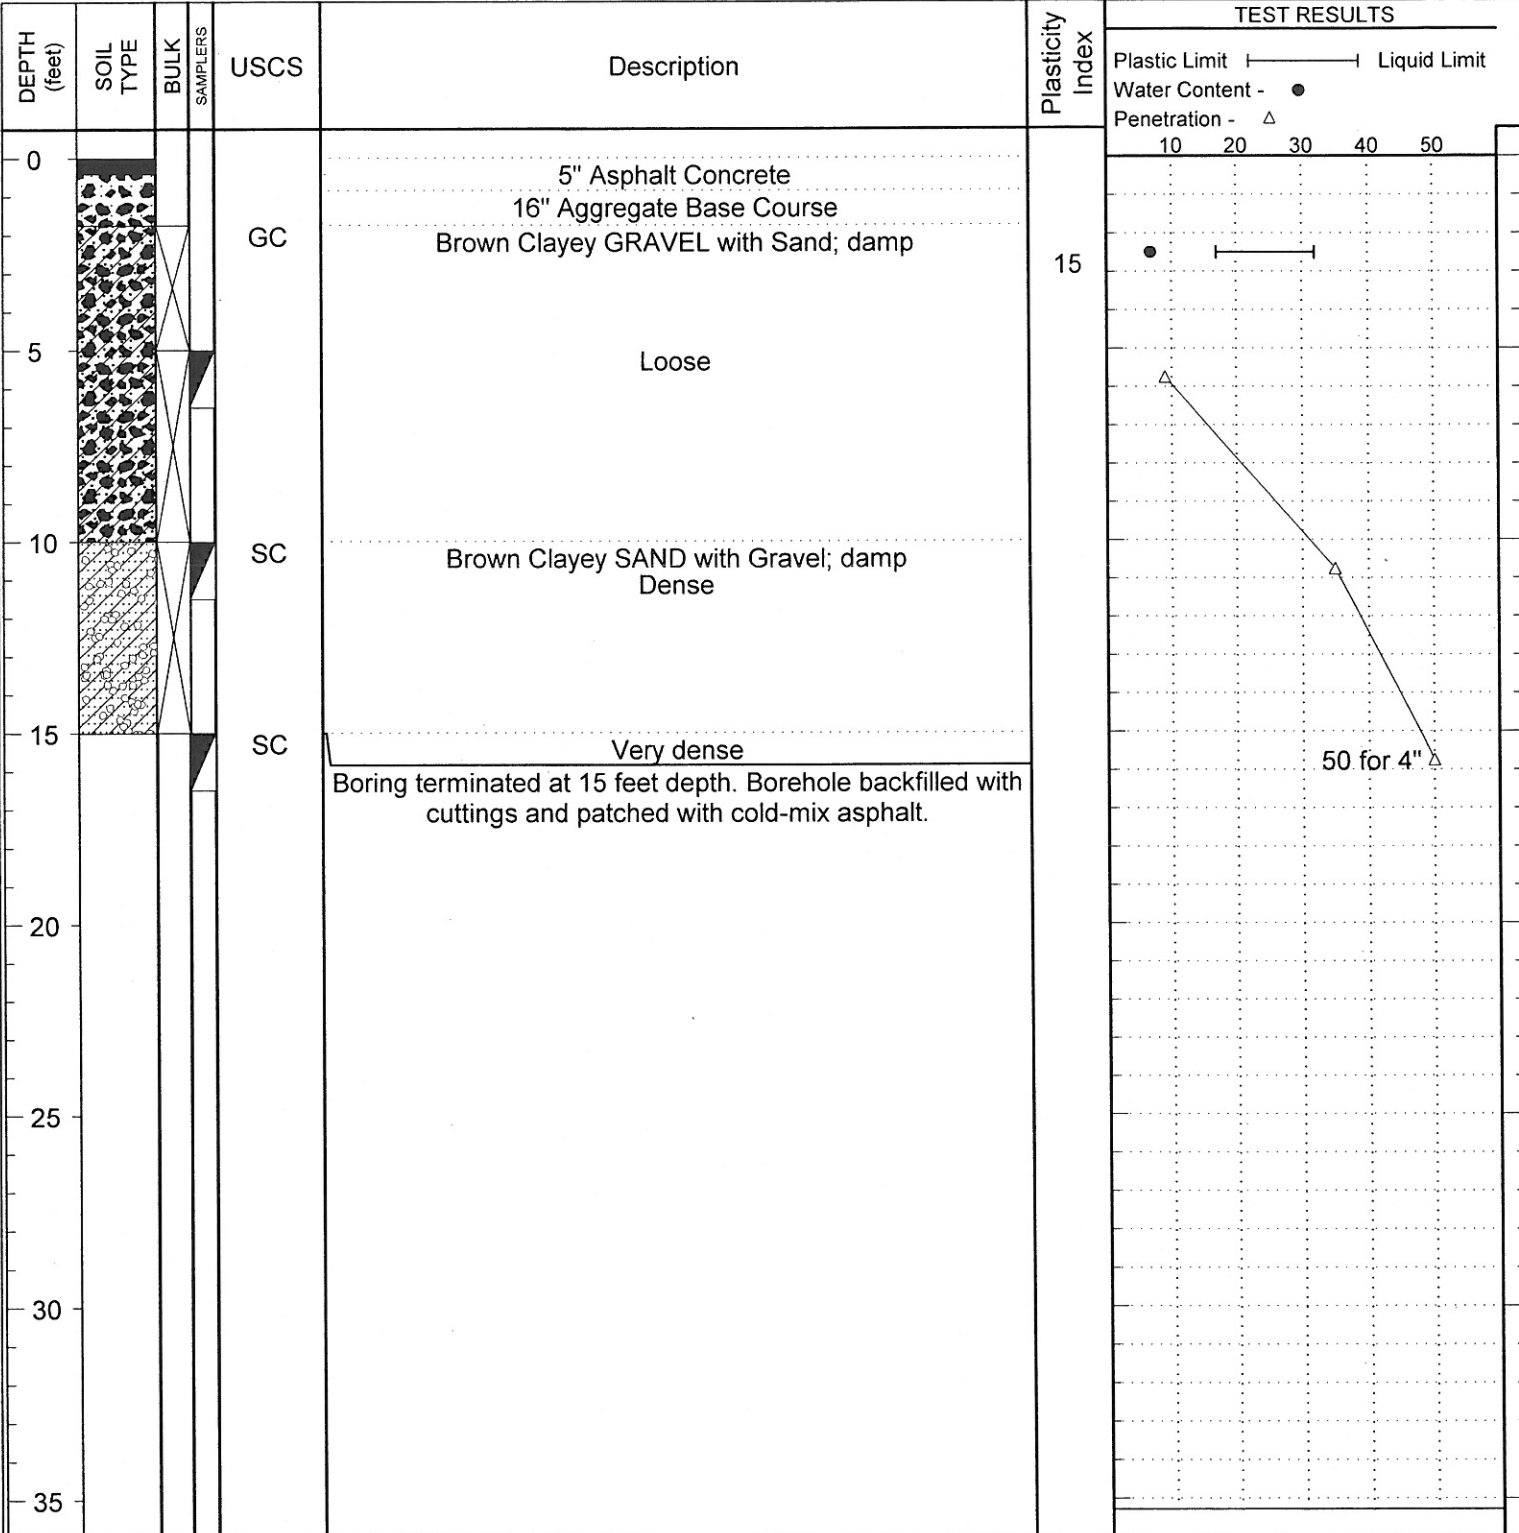 DEPTH
(feet)
SOIL
TYPE
BULK
SAMPLERS
USCS
Description
Plasticity
Index
TEST RESULTS
Plastic Limit Liquid Limit
Water Content -
Penetration -
10 20 30 40 50
0
5" Asphalt Concrete
16" Aggregate Base Course
GC
Brown Clayey GRAVEL with Sand; damp
15
5
Loose
10
SC
Brown Clayey SAND with Gravel; damp
Dense
15
SC
Very dense
50 for 4"
Boring terminated at 15 feet depth. Borehole backfilled with
cuttings and patched with cold-mix asphalt.
20
25
30
35